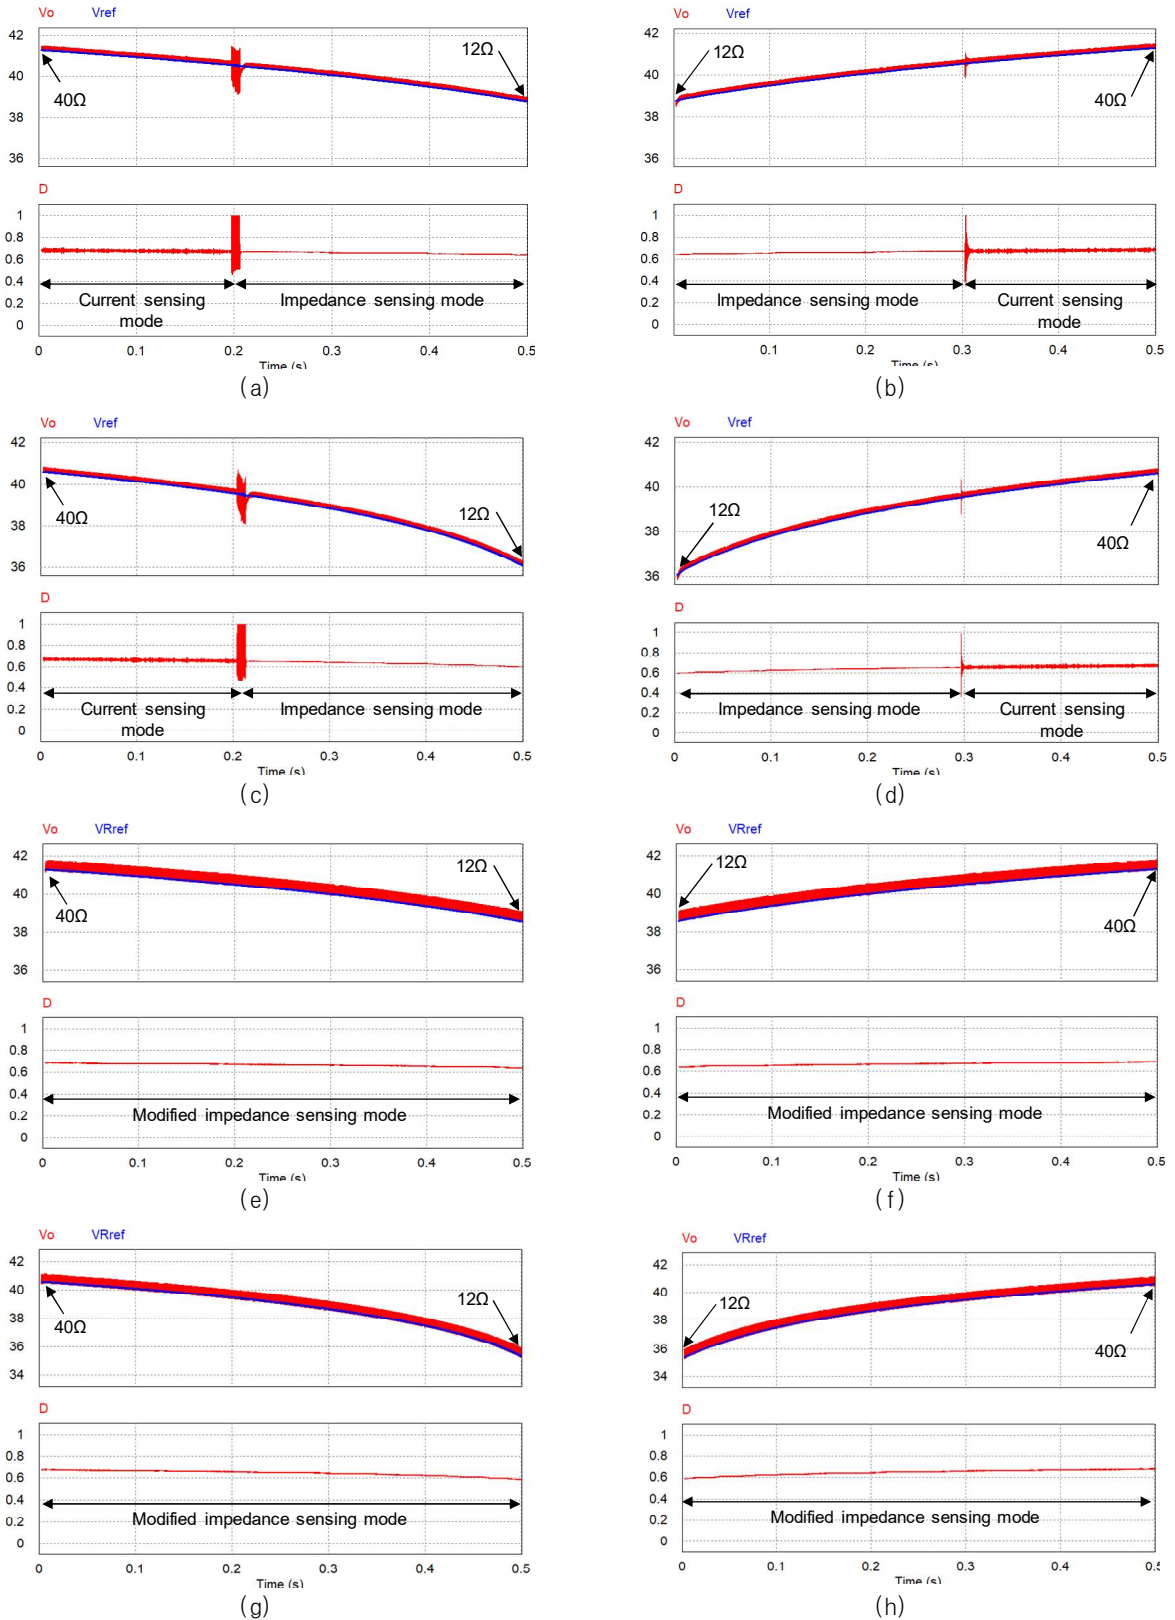 Vo Vref
42
40
38
36
40Ω
12Ω
D
1
0.8
0.6
0.4
0.2
0
Current sensing
mode
Impedance sensing mode
0 0.1 0.2 0.3 0.4 0.5
Time (s)
(a)
Vo Vref
42
40
38
36
12Ω
40Ω
D
1
0.8
0.6
0.4
0.2
0
Impedance sensing mode
Current sensing
mode
0.1 0.2 0.3 0.4 0.5
Time (s)
(b)
Vo Vref
42
40
38
36
40Ω
12Ω
D
1
0.8
0.6
0.4
0.2
0
Current sensing
mode
Impedance sensing mode
0 0.1 0.2 0.3 0.4 0.5
Time (s)
(c)
Vo Vref
42
40
38
36
12Ω
40Ω
D
1
0.8
0.6
0.4
0.2
0
Impedance sensing mode
Current sensing
mode
0 0.1 0.2 0.3 0.4 0.5
Time (s)
(d)
Vo VRref
42
40
38
36
40Ω
12Ω
D
1
0.8
0.6
0.4
0.2
0
Modified impedance sensing mode
0 0.1 0.2 0.3 0.4 0.5
Time (s)
(e)
Vo VRref
42
40
38
36
12Ω
40Ω
D
1
0.8
0.6
0.4
0.2
0
Modified impedance sensing mode
0 0.1 0.2 0.3 0.4 0.5
Time (s)
(f)
Vo VRref
42
40
38
36
34
40Ω
12Ω
D
1
0.8
0.6
0.4
0.2
0
Modified impedance sensing mode
0 0.1 0.2 0.3 0.4 0.5
Time (s)
(g)
Vo VRref
42
40
38
36
34
12Ω
40Ω
D
1
0.8
0.6
0.4
0.2
0
Modified impedance sensing mode
0 0.1 0.2 0.3 0.4 0.5
Time (s)
(h)